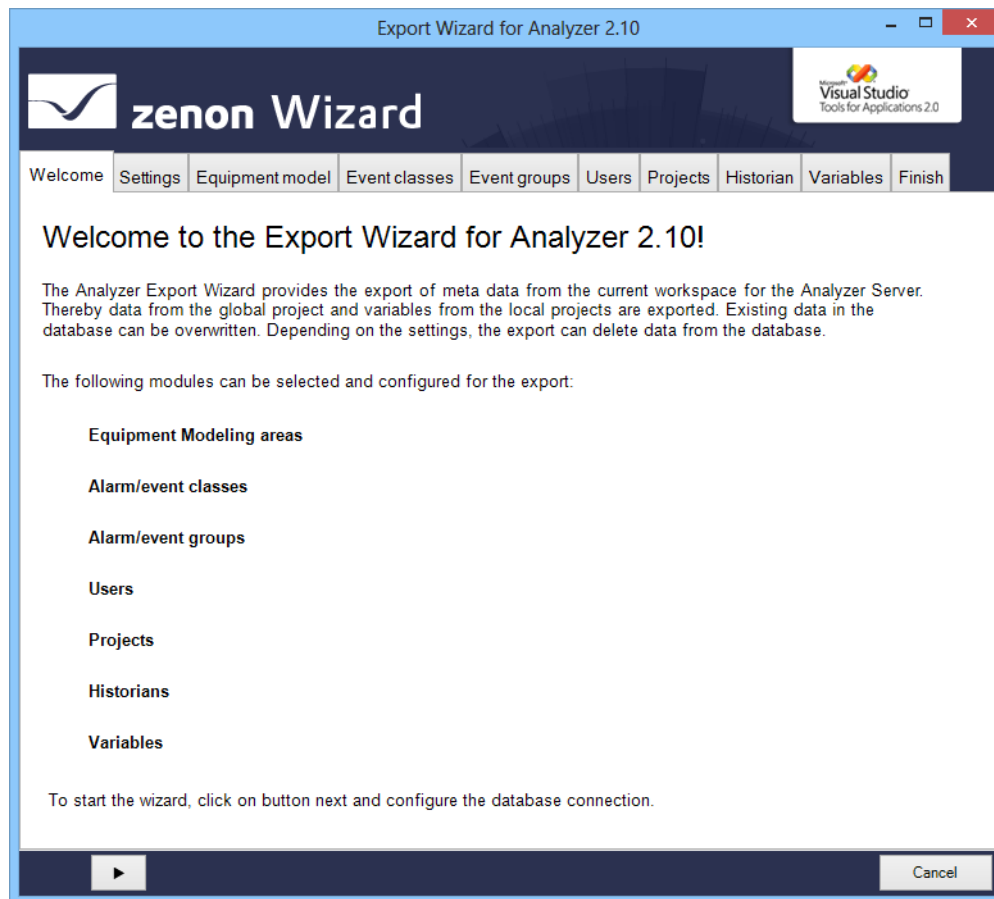 Export Wizard for Analyzer 2.10
zenon Wizard
Microsoft
Visual Studio
Tools for Applications 2.0
Welcome Settings Equipment model Event classes Event groups Users Projects Historian Variables Finish
Welcome to the Export Wizard for Analyzer 2.10!
The Analyzer Export Wizard provides the export of meta data from the current workspace for the Analyzer Server.
Thereby data from the global project and variables from the local projects are exported. Existing data in the
database can be overwritten. Depending on the settings, the export can delete data from the database.
The following modules can be selected and configured for the export:
Equipment Modeling areas
Alarm/event classes
Alarm/event groups
Users
Projects
Historians
Variables
To start the wizard, click on button next and configure the database connection.
Cancel